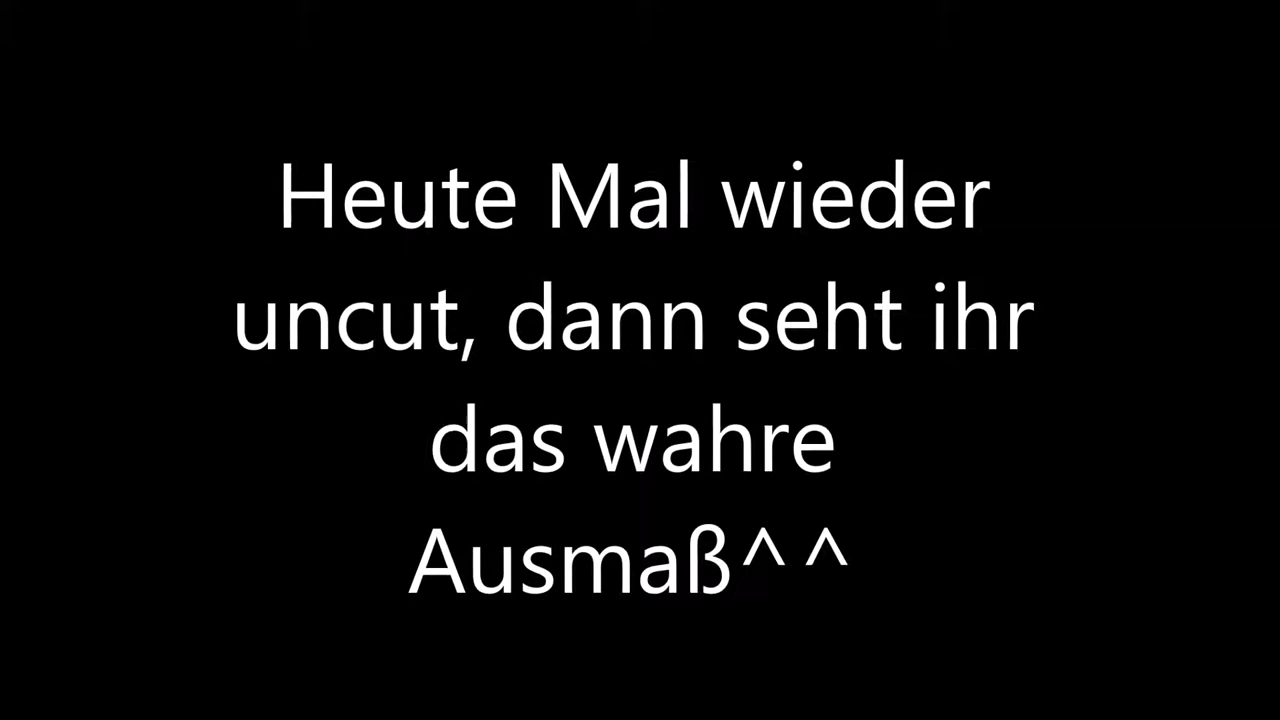 Heute Mal wieder
uncut, dann seht ihr
das wahre
Ausmaß^^